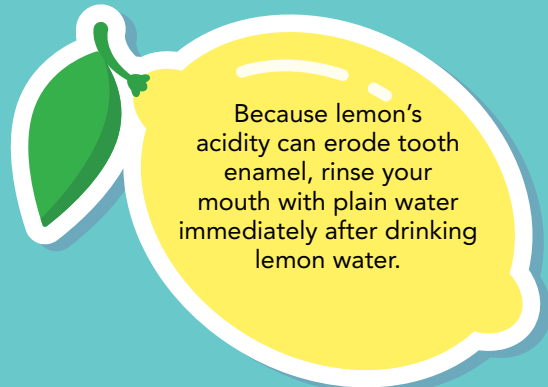 Because lemon’s
acidity can erode tooth
enamel, rinse your
mouth with plain water
immediately after drinking
lemon water.